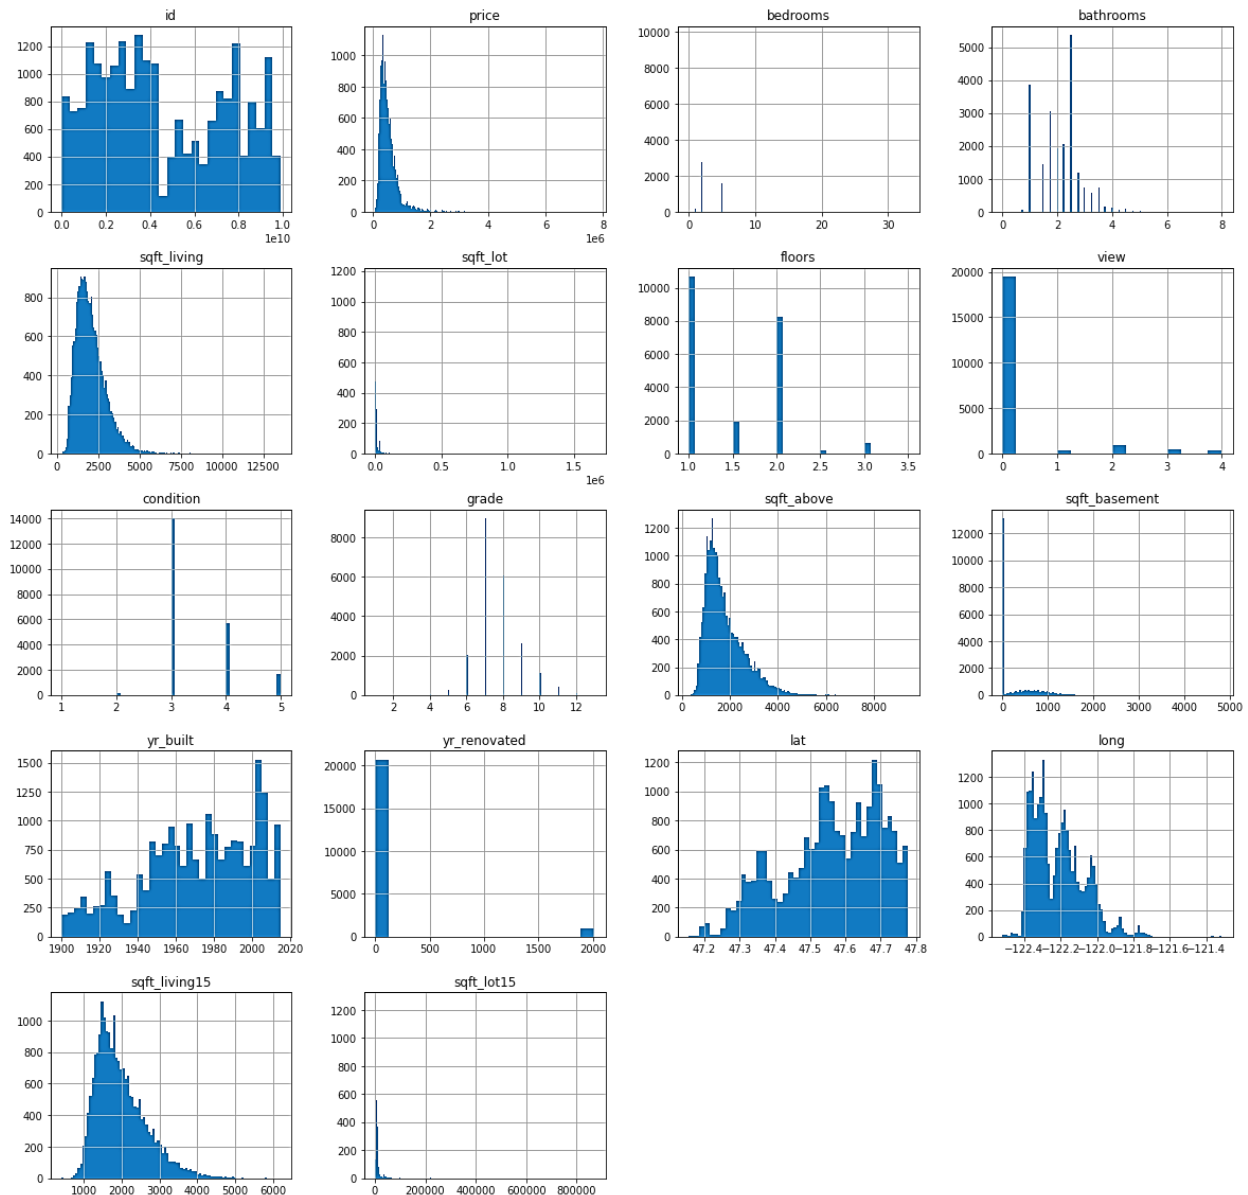 id
1200
1000
800
600
400
200
0
0.0 0.2 0.4 0.6 0.8 1.0
1e10
price
1000
800
600
400
200
0
0 2 4 6 8
1e6
bedrooms
10000
8000
6000
4000
2000
0
0 10 20 30
bathrooms
5000
4000
3000
2000
1000
0
0 2 4 6 8
sqft_living
800
600
400
200
0
0 2500 5000 7500 10000 12500
sqft_lot
1200
1000
800
600
400
200
0
0.0 0.5 1.0 1.5
1e6
floors
10000
8000
6000
4000
2000
0
1.0 1.5 2.0 2.5 3.0 3.5
view
20000
15000
10000
5000
0
0 1 2 3 4
condition
14000
12000
10000
8000
6000
4000
2000
0
1 2 3 4 5
grade
8000
6000
4000
2000
0
2 4 6 8 10 12
sqft_above
1200
1000
800
600
400
200
0
0 2000 4000 6000 8000
sqft_basement
12000
10000
8000
6000
4000
2000
0
0 1000 2000 3000 4000 5000
yr_built
1500
1250
1000
750
500
250
0
1900 1920 1940 1960 1980 2000 2020
yr_renovated
20000
15000
10000
5000
0
0 500 1000 1500 2000
lat
1200
1000
800
600
400
200
0
47.2 47.3 47.4 47.5 47.6 47.7 47.8
long
1200
1000
800
600
400
200
0
−122.4 −122.2 −122.0 −121.8 −121.6 −121.4
sqft_living15
1000
800
600
400
200
0
1000 2000 3000 4000 5000 6000
sqft_lot15
1200
1000
800
600
400
200
0
0 200000 400000 600000 800000